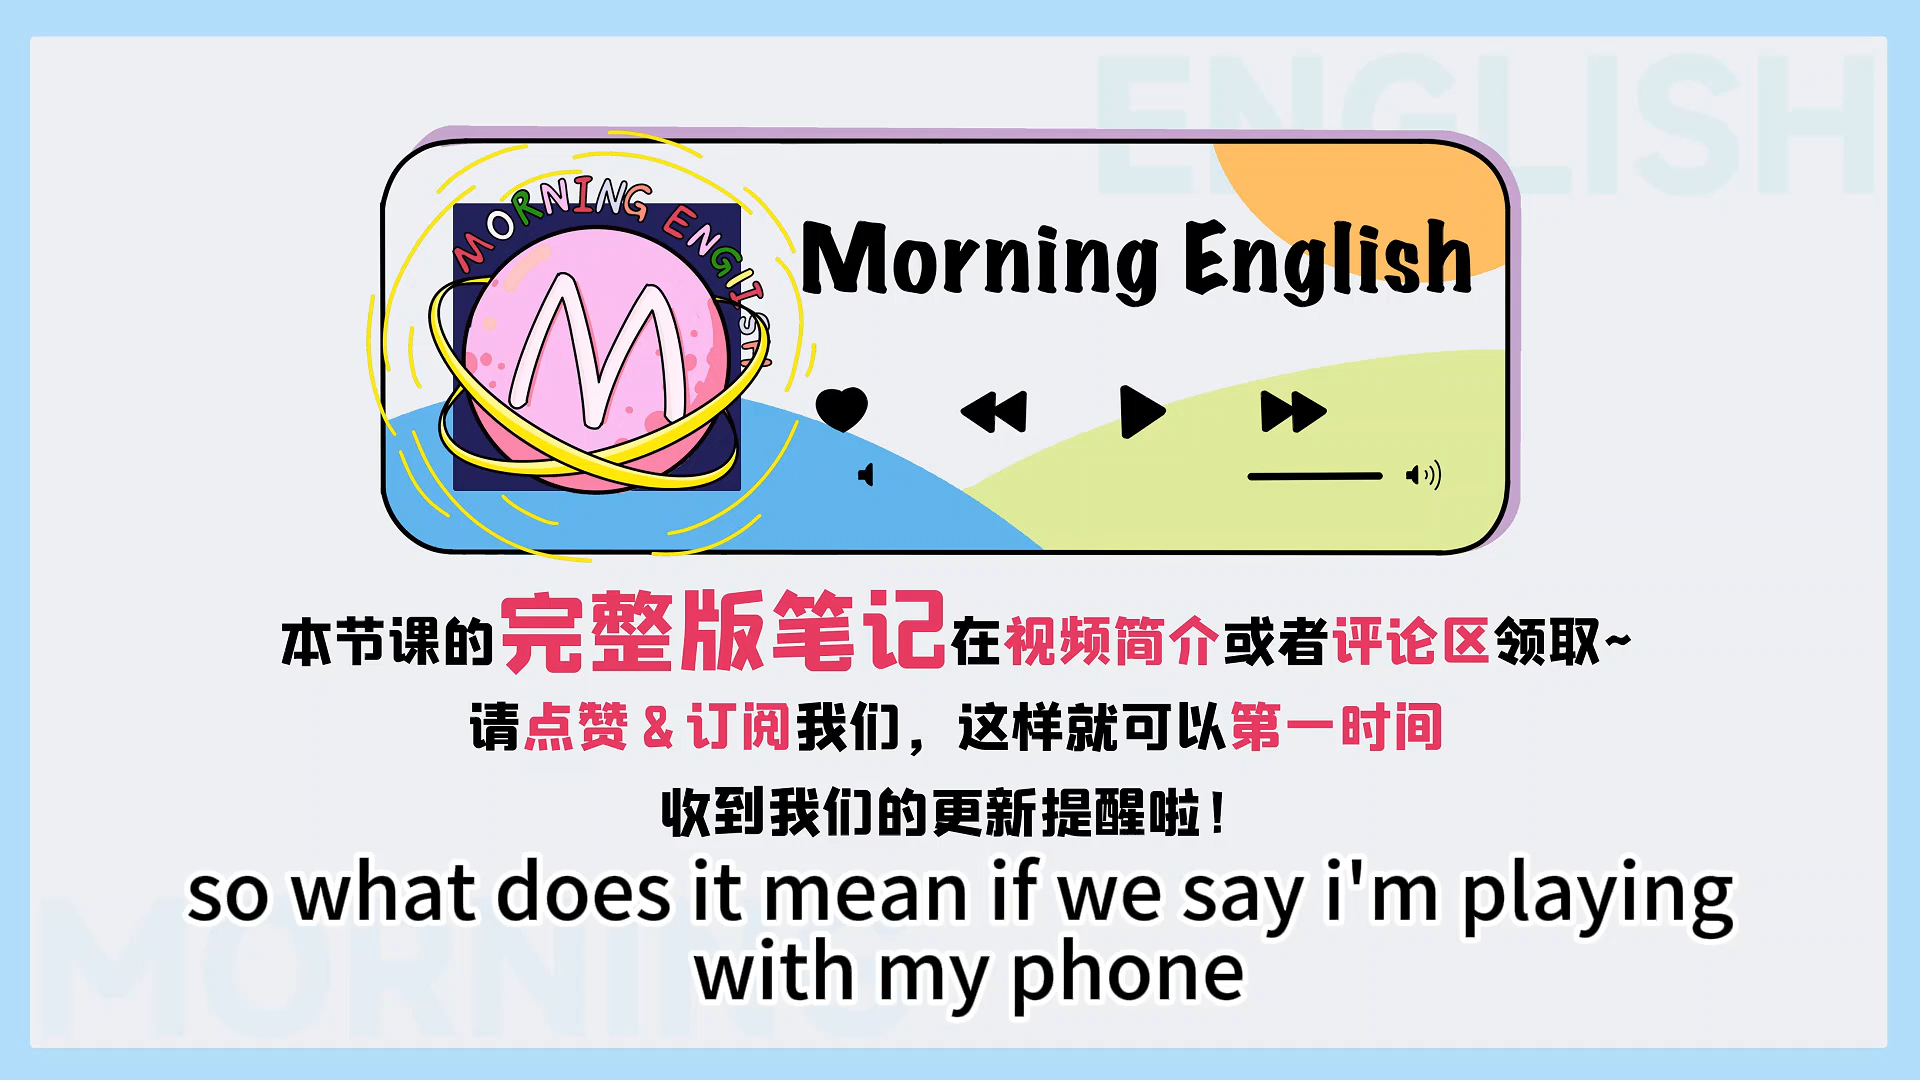 ENGLISH
MORNING ENGLISH
M
Morning English
本节课的完整版笔记在视频简介或者评论区领取~
请点赞&订阅我们，这样就可以第一时间
收到我们的更新提醒啦！
so what does it mean if we say i'm playing
with my phone
MORNING